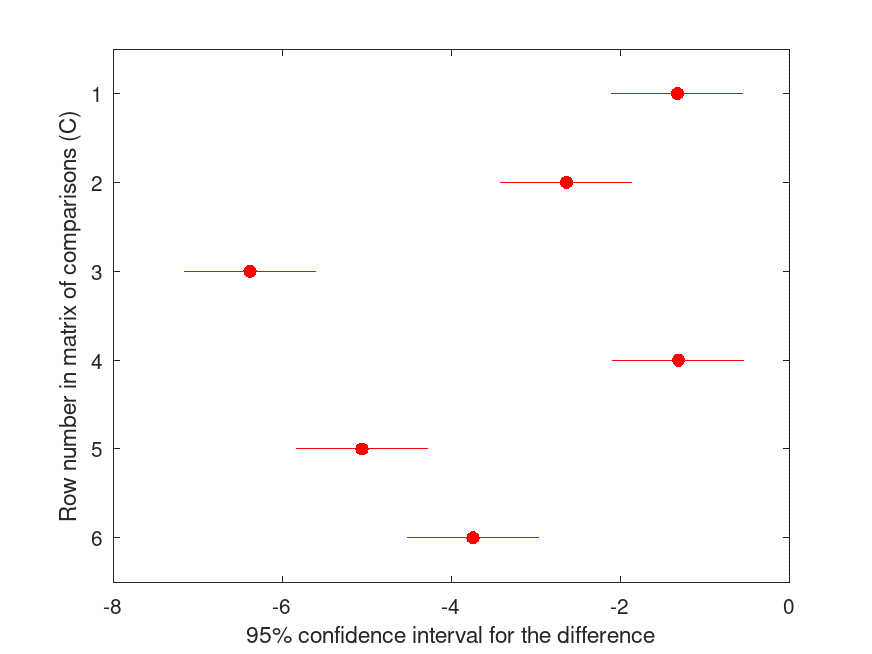 Row number in matrix of comparisons (C)
1
2
3
4
5
6
-8 -6 -4 -2 0
95% confidence interval for the difference